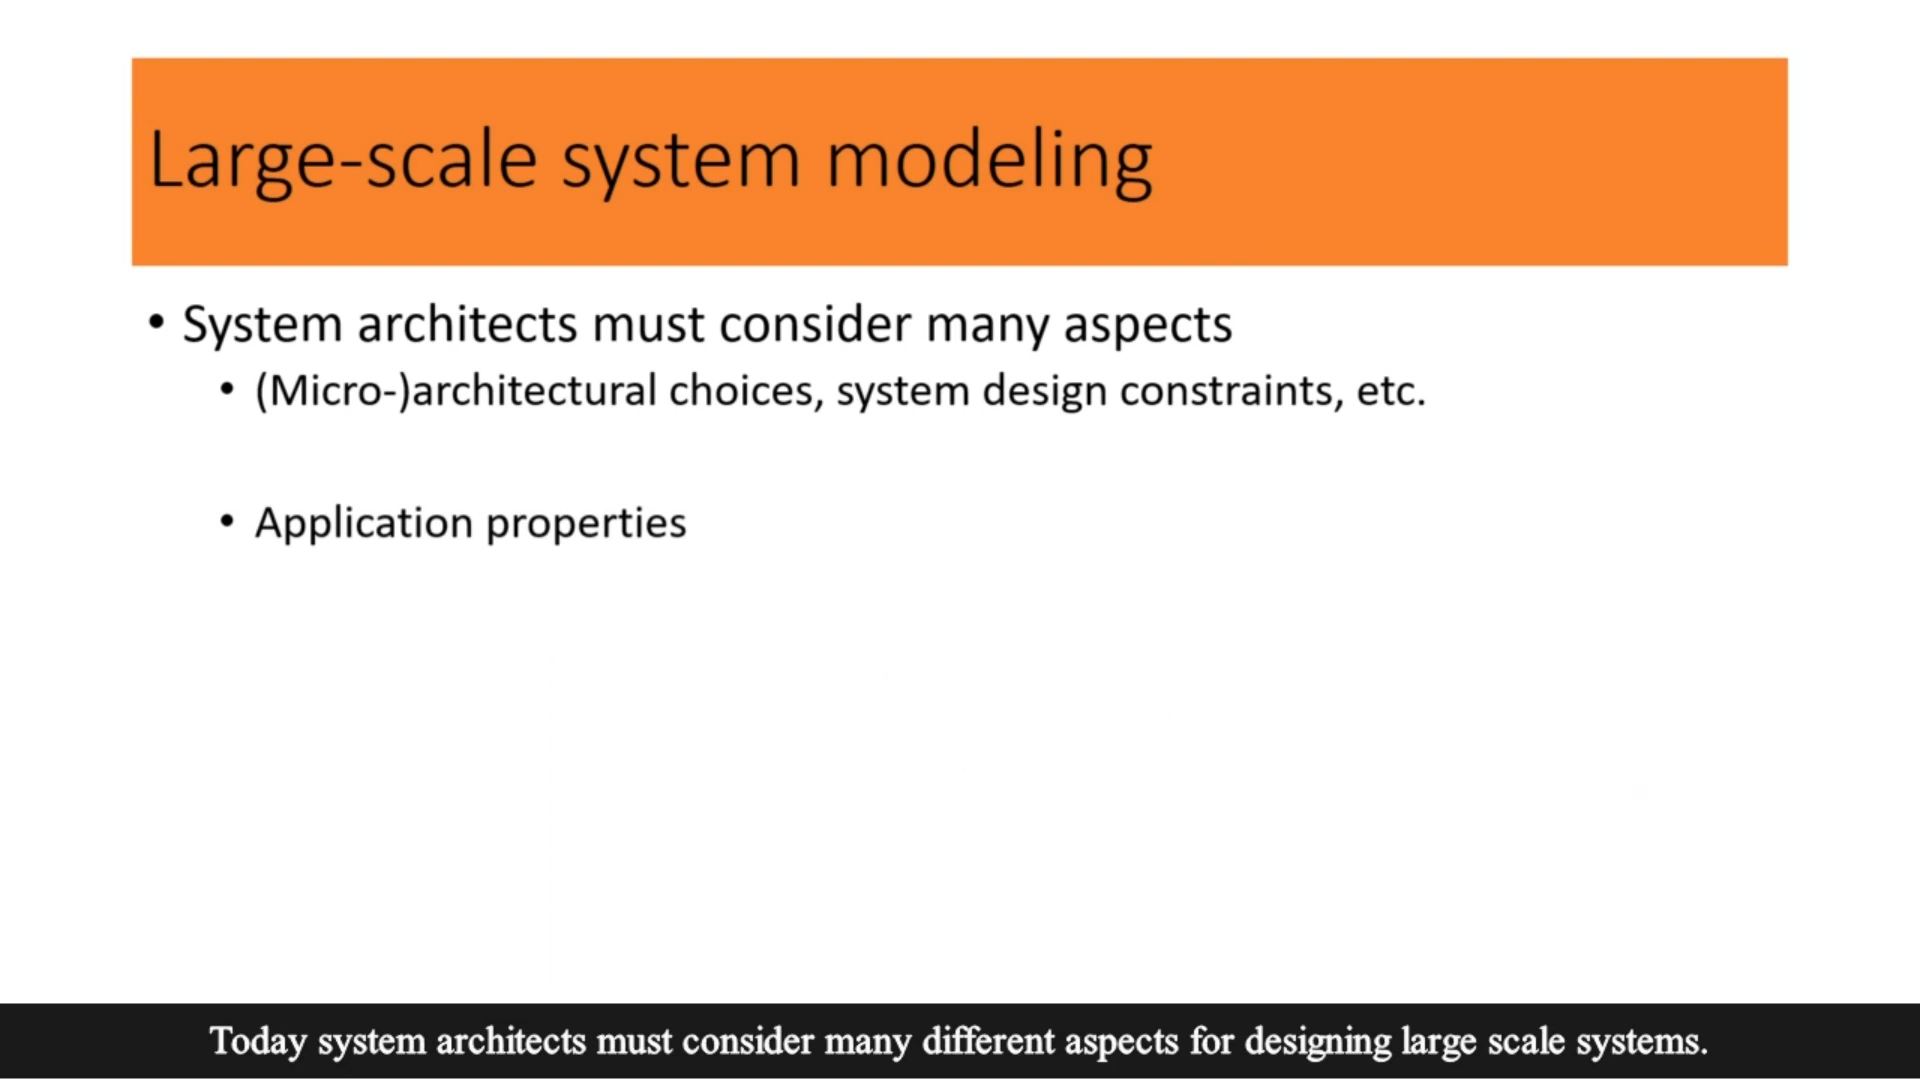 Large-scale system modeling
• System architects must consider many aspects
• (Micro-)architectural choices, system design constraints, etc.
• Application properties
Today system architects must consider many different aspects for designing large scale systems.